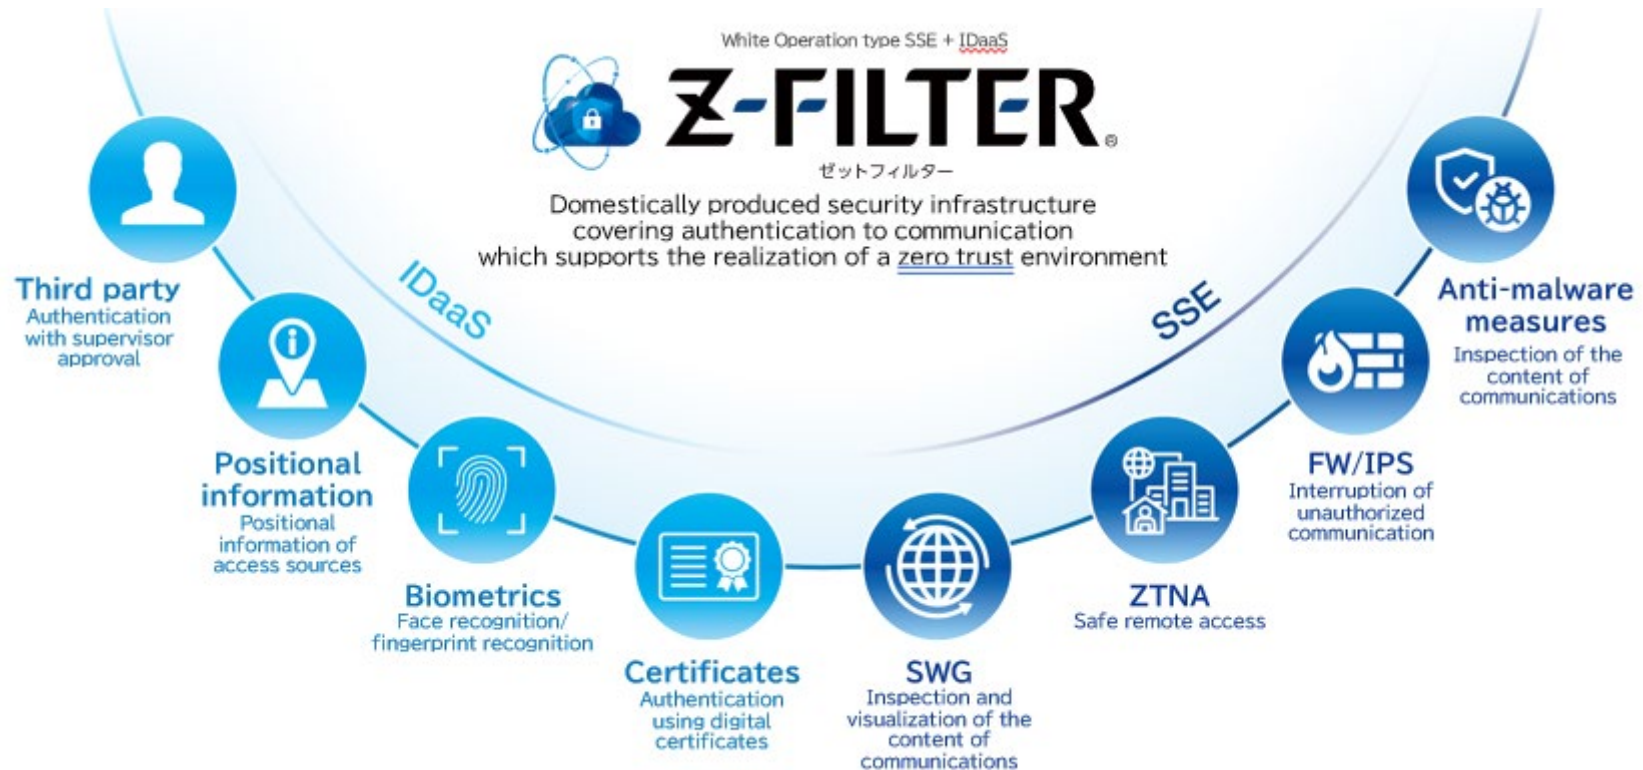 White Operation type SSE + IDaaS
Z-FILTER®
ゼットフィルター
Domestically produced security infrastructure
covering authentication to communication
which supports the realization of a zero trust environment
IDaaS
SSE
Third party
Authentication
with supervisor
approval
Positional
information
Positional
information of
access sources
Biometrics
Face recognition/
fingerprint recognition
Certificates
Authentication
using digital
certificates
SWG
Inspection and
visualization of the
content of
communications
ZTNA
Safe remote access
FW/IPS
Interruption of
unauthorized
communication
Anti-malware
measures
Inspection of the
content of
communications